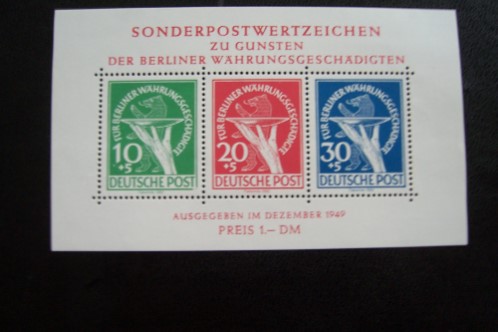 SONDERPOSTWERTZEICHEN
ZU GUNSTEN
DER BERLINER WÄHRUNGSGESCHÄDIGTEN
FÜR BERLINER WÄHRUNGSGESCHÄDIGTE
10
+5
DEUTSCHE POST
FÜR BERLINER WÄHRUNGSGESCHÄDIGTE
20
+5
DEUTSCHE POST
FÜR BERLINER WÄHRUNGSGESCHÄDIGTE
30
+5
DEUTSCHE POST
AUSGEGEBEN IM DEZEMBER 1949
PREIS 1.— DM